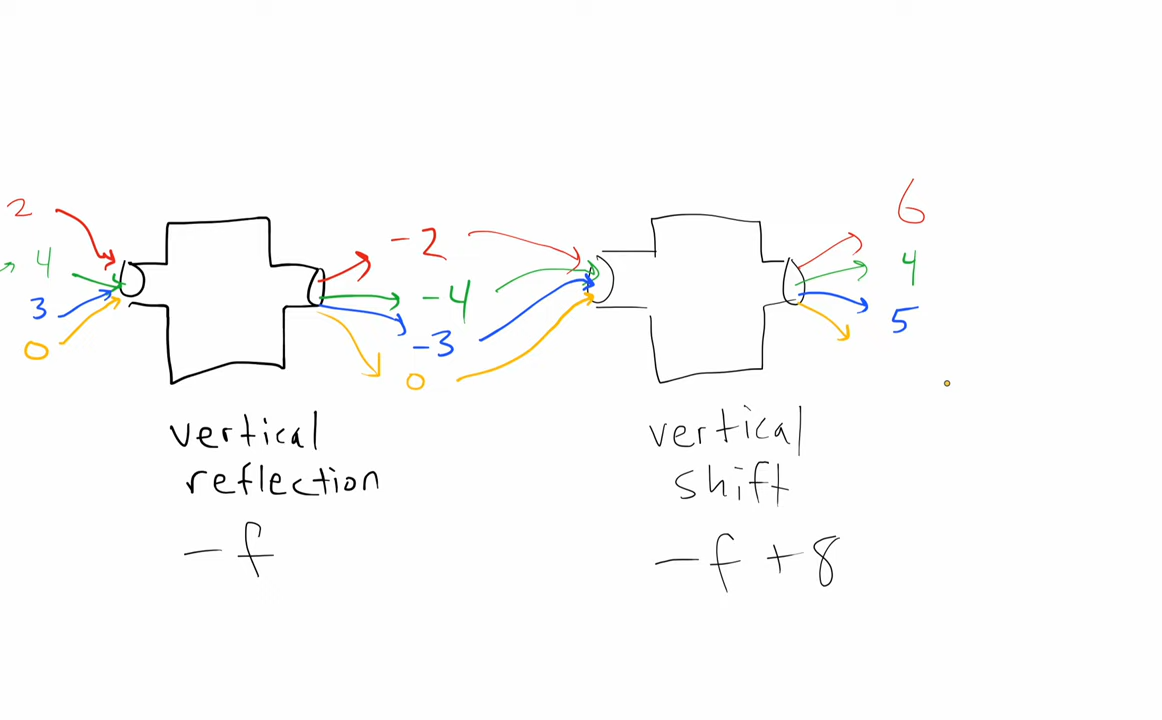 2
4
3
0
-2
-4
-3
0
6
4
5
vertical
reflection
-f
vertical
shift
-f+8